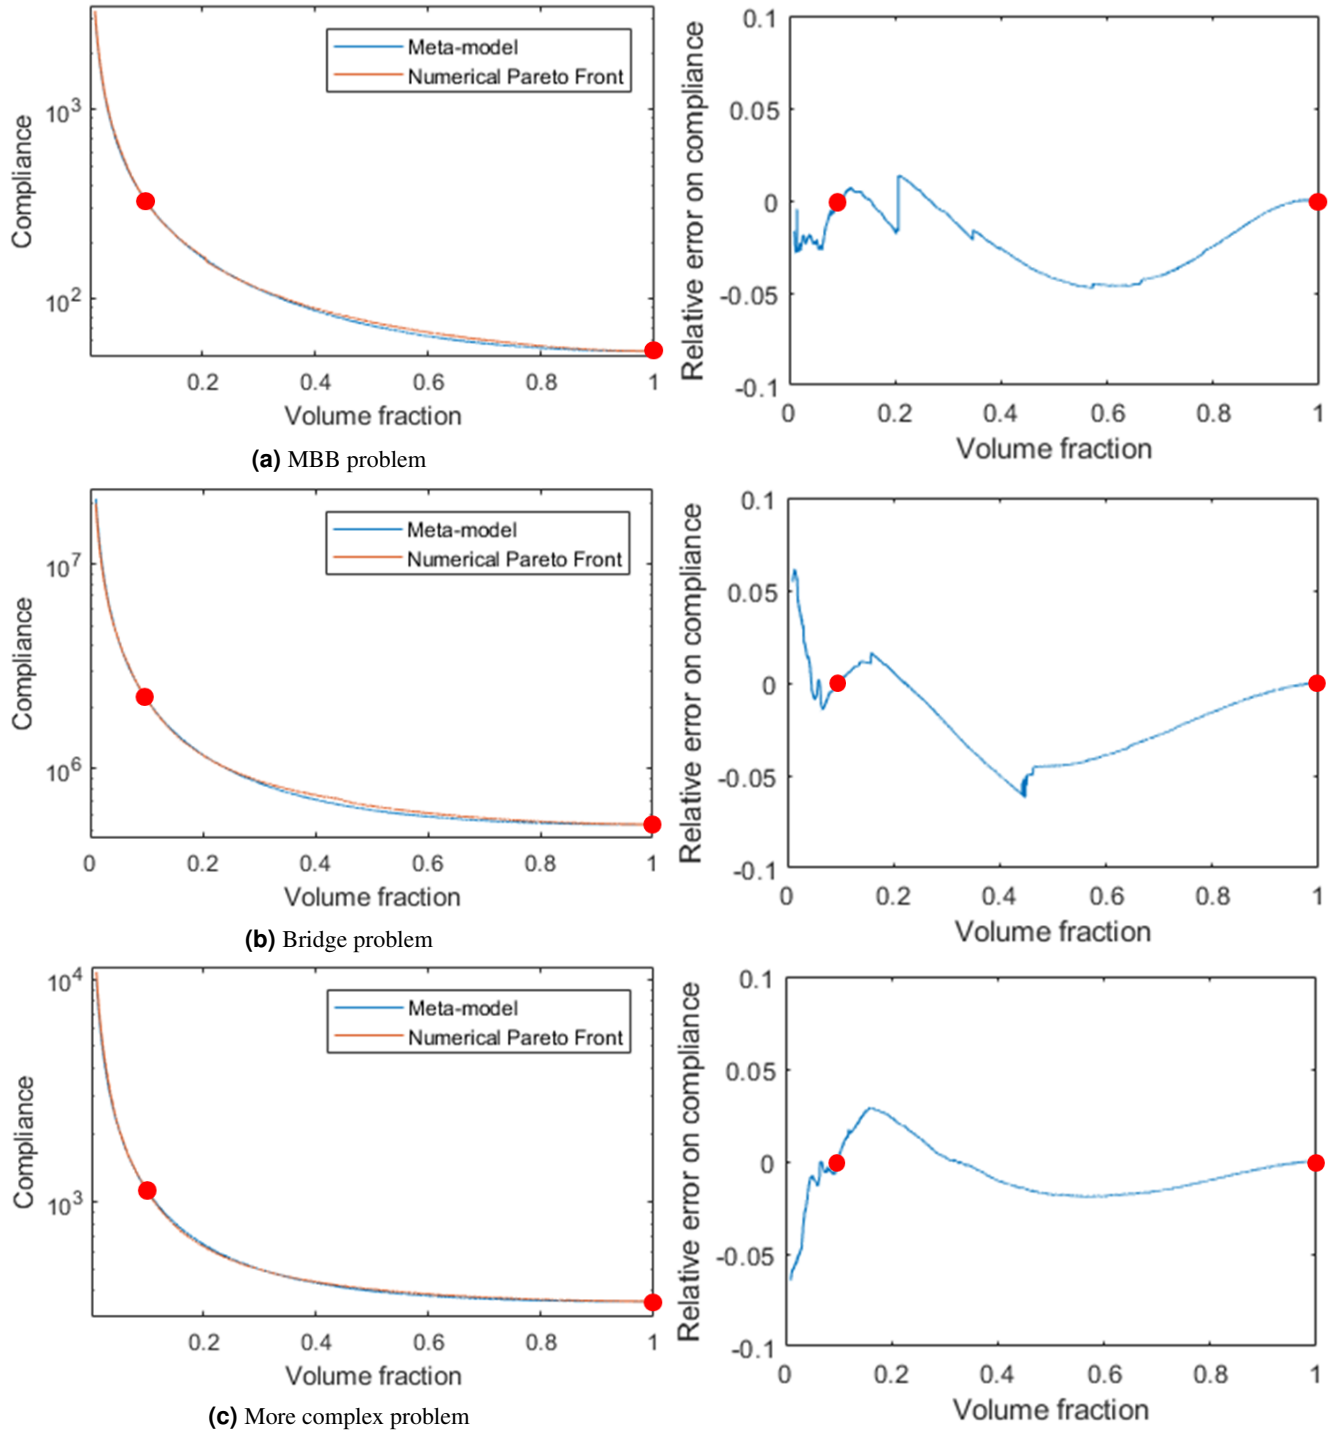 Compliance
10^3
10^2
Meta-model
Numerical Pareto Front
0.2 0.4 0.6 0.8 1
Volume fraction
Relative error on compliance
0.1
0.05
0
-0.05
-0.1
0 0.2 0.4 0.6 0.8 1
Volume fraction
(a) MBB problem
Compliance
10^7
10^6
Meta-model
Numerical Pareto Front
0 0.2 0.4 0.6 0.8 1
Volume fraction
Relative error on compliance
0.1
0.05
0
-0.05
-0.1
0 0.2 0.4 0.6 0.8 1
Volume fraction
(b) Bridge problem
Compliance
10^4
10^3
Meta-model
Numerical Pareto Front
0.2 0.4 0.6 0.8 1
Volume fraction
Relative error on compliance
0.1
0.05
0
-0.05
-0.1
0 0.2 0.4 0.6 0.8 1
Volume fraction
(c) More complex problem